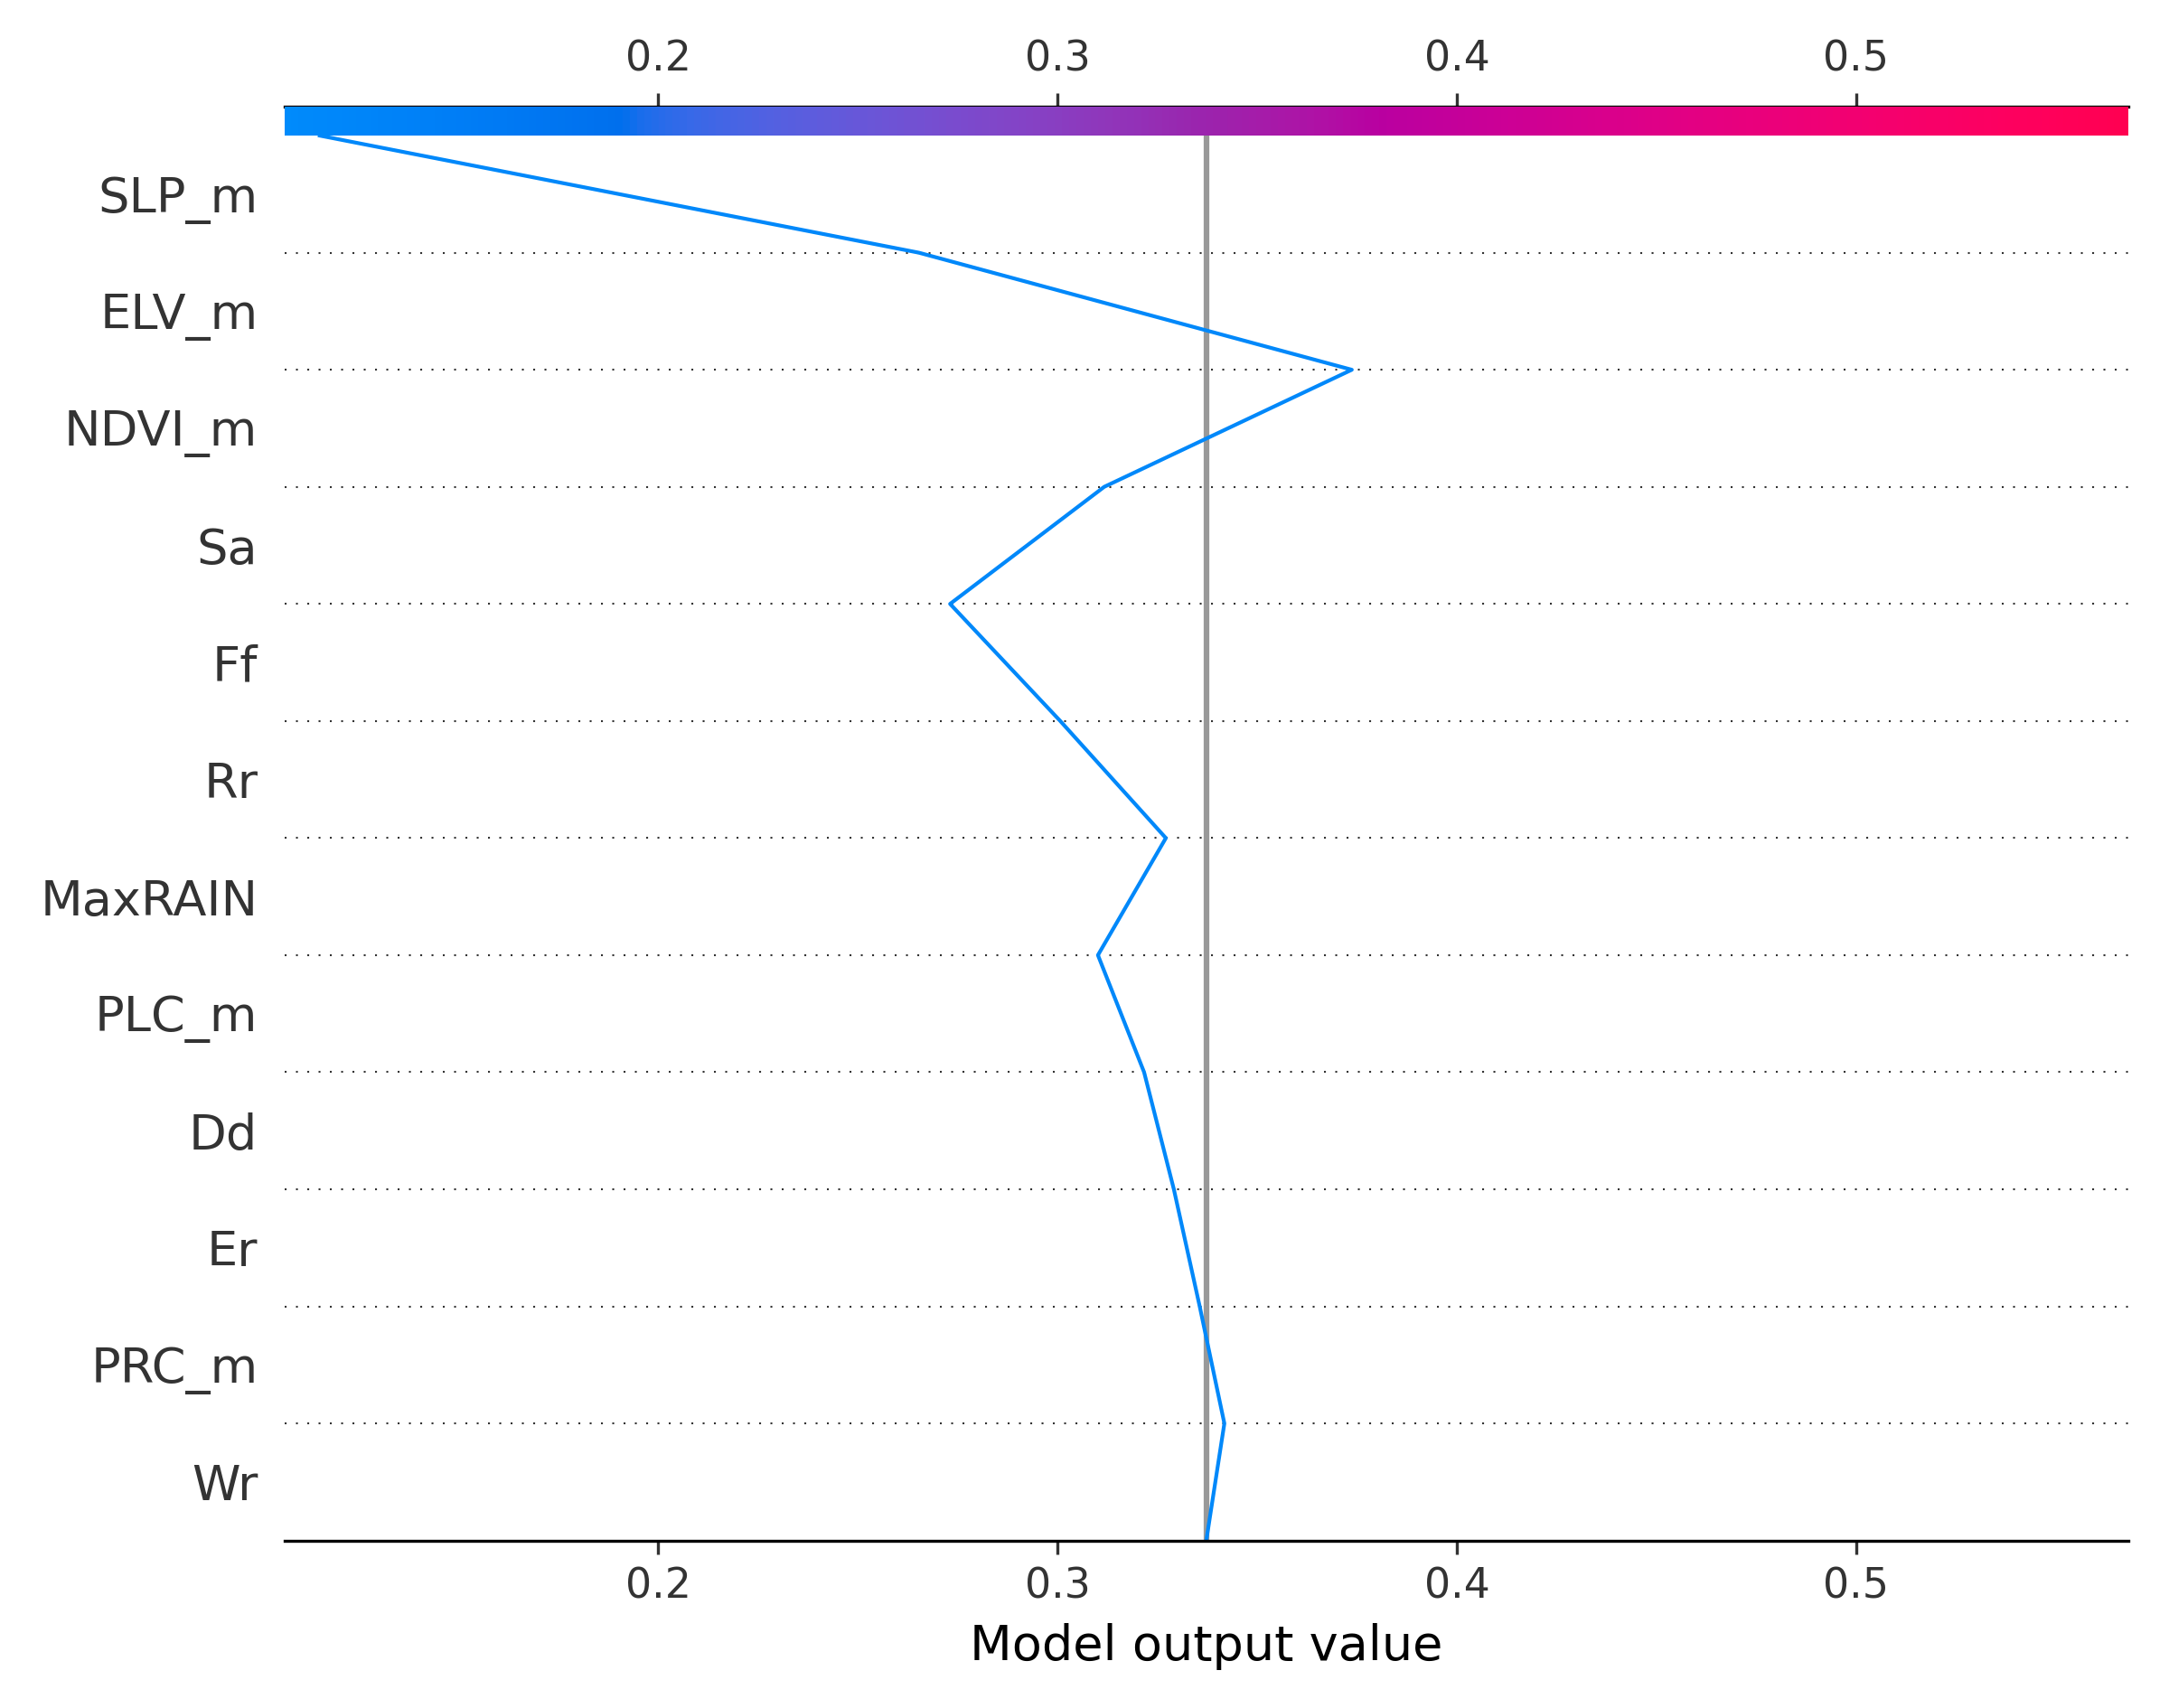 0.2 0.3 0.4 0.5
SLP_m
ELV_m
NDVI_m
Sa
Ff
Rr
MaxRAIN
PLC_m
Dd
Er
PRC_m
Wr
0.2 0.3 0.4 0.5
Model output value